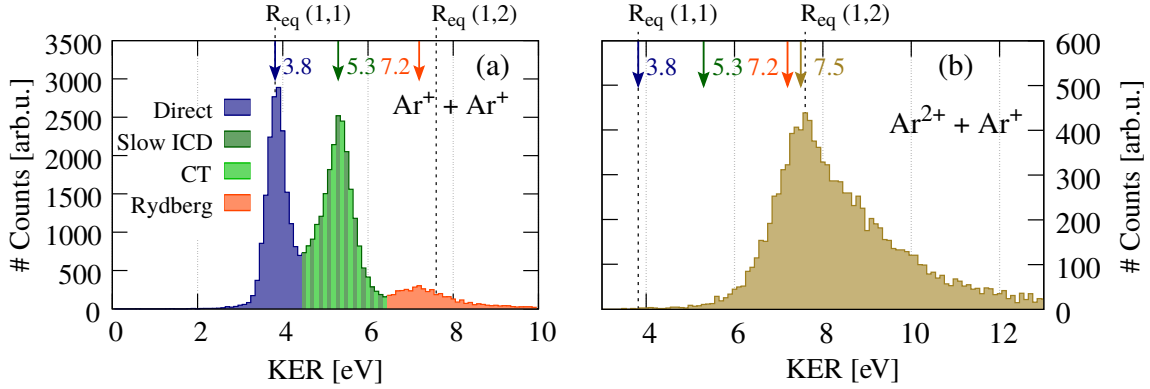 R_eq (1,1) R_eq (1,2)
3500
3000
2500
2000
1500
1000
500
0
# Counts [arb.u.]
3.8 5.3 7.2 (a)
Ar⁺ + Ar⁺
Direct
Slow ICD
CT
Rydberg
0 2 4 6 8 10
KER [eV]
R_eq (1,1) R_eq (1,2)
3.8 5.3 7.2 7.5 (b)
Ar²⁺ + Ar⁺
600
500
400
300
200
100
0
# Counts [arb.u.]
4 6 8 10 12
KER [eV]